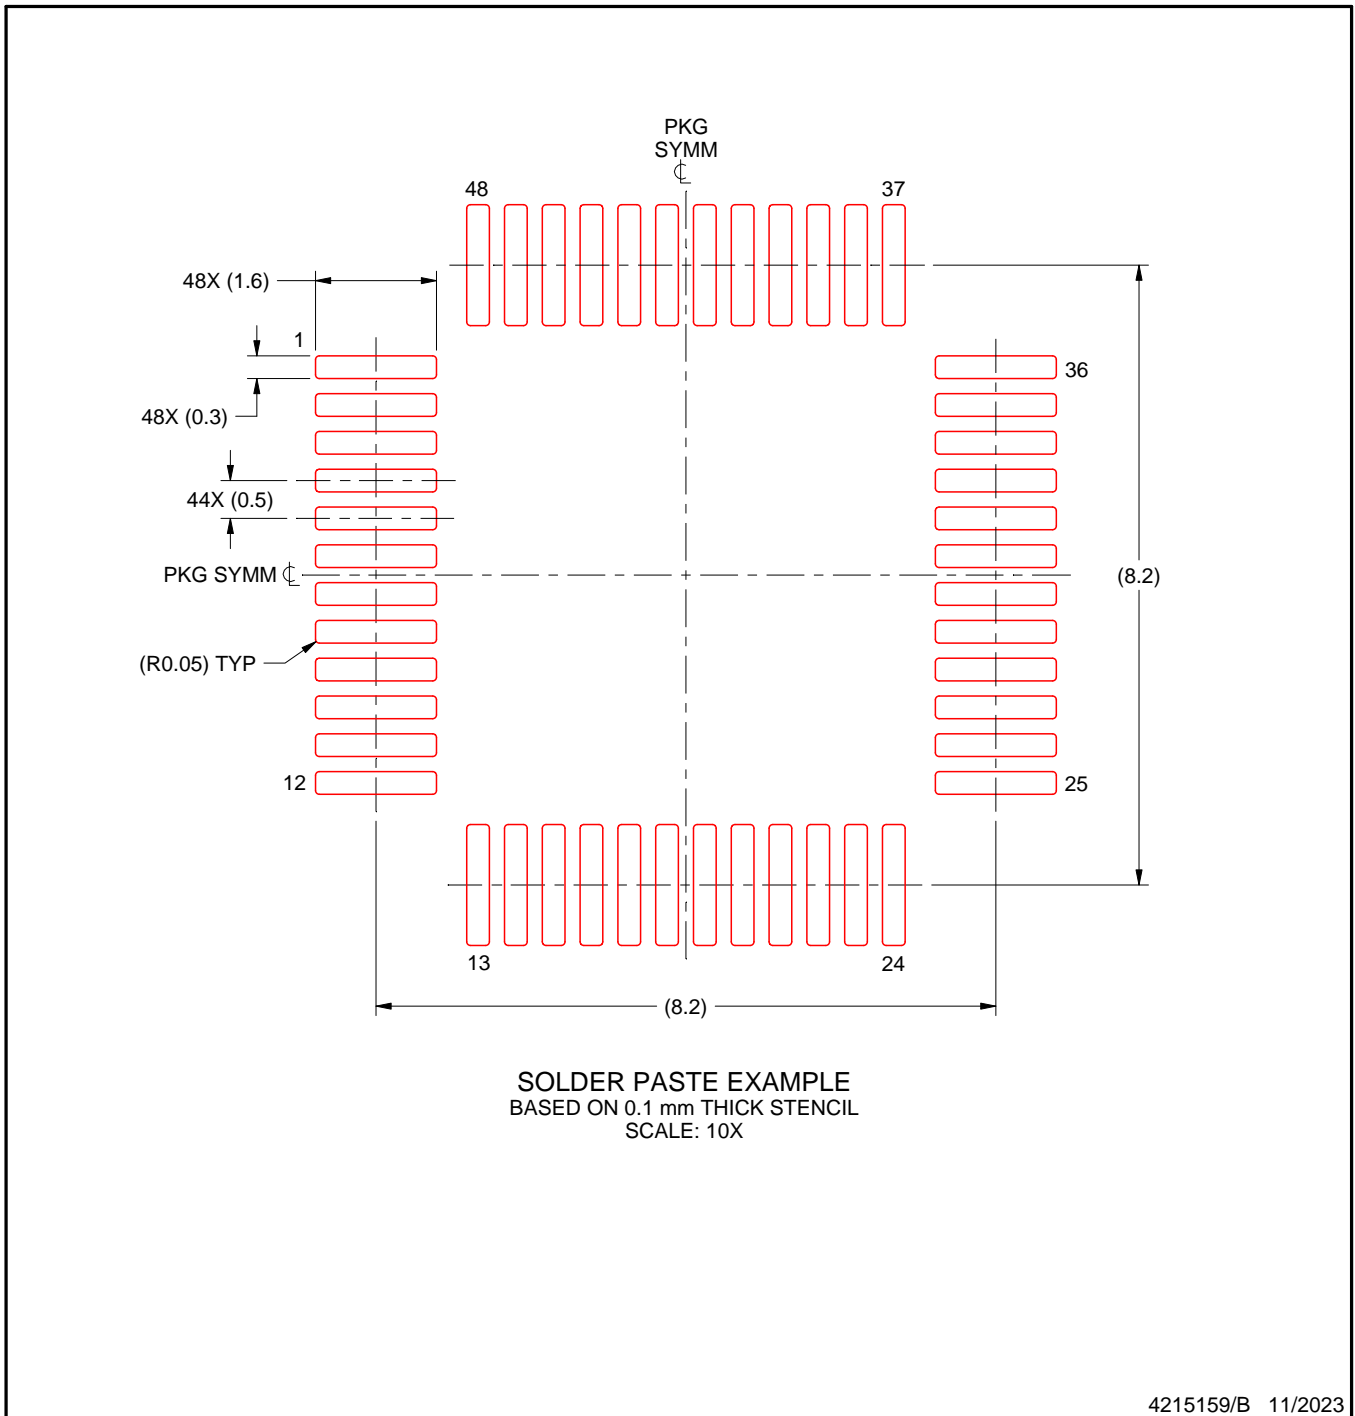 PKG
SYMM
48
37
48X (1.6)
1
36
48X (0.3)
44X (0.5)
PKG SYMM
(8.2)
(R0.05) TYP
12
25
13
24
(8.2)
SOLDER PASTE EXAMPLE
BASED ON 0.1 mm THICK STENCIL
SCALE: 10X
4215159/B 11/2023